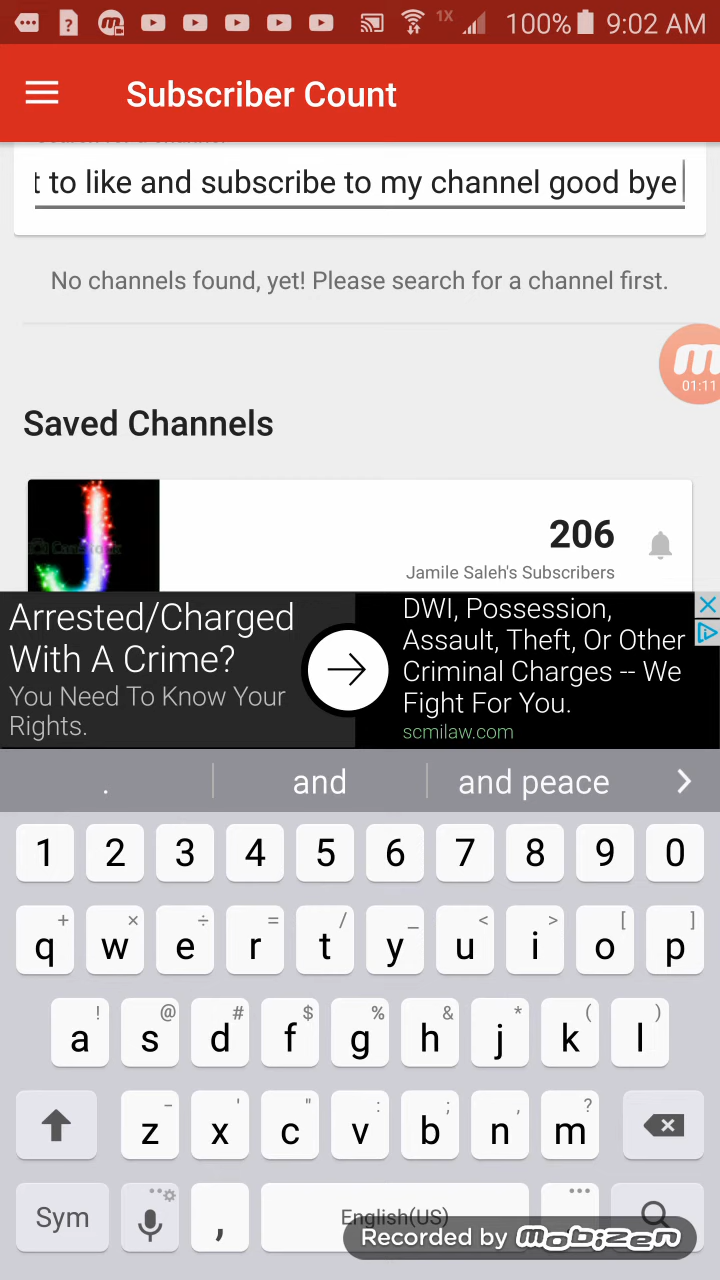 1X 100% 9:02 AM
Subscriber Count
t to like and subscribe to my channel good bye
No channels found, yet! Please search for a channel first.
01:11
Saved Channels
206
Jamile Saleh's Subscribers
Arrested/Charged With A Crime?
You Need To Know Your Rights.
DWI, Possession, Assault, Theft, Or Other Criminal Charges -- We Fight For You.
scmilaw.com
. and and peace
1 2 3 4 5 6 7 8 9 0
+ × ÷ = / _ < > [ ]
q w e r t y u i o p
! @ # $ % & * ( )
a s d f g h j k l
- ' " : ; , ?
z x c v b n m
Sym , English(US)
Recorded by mobizen